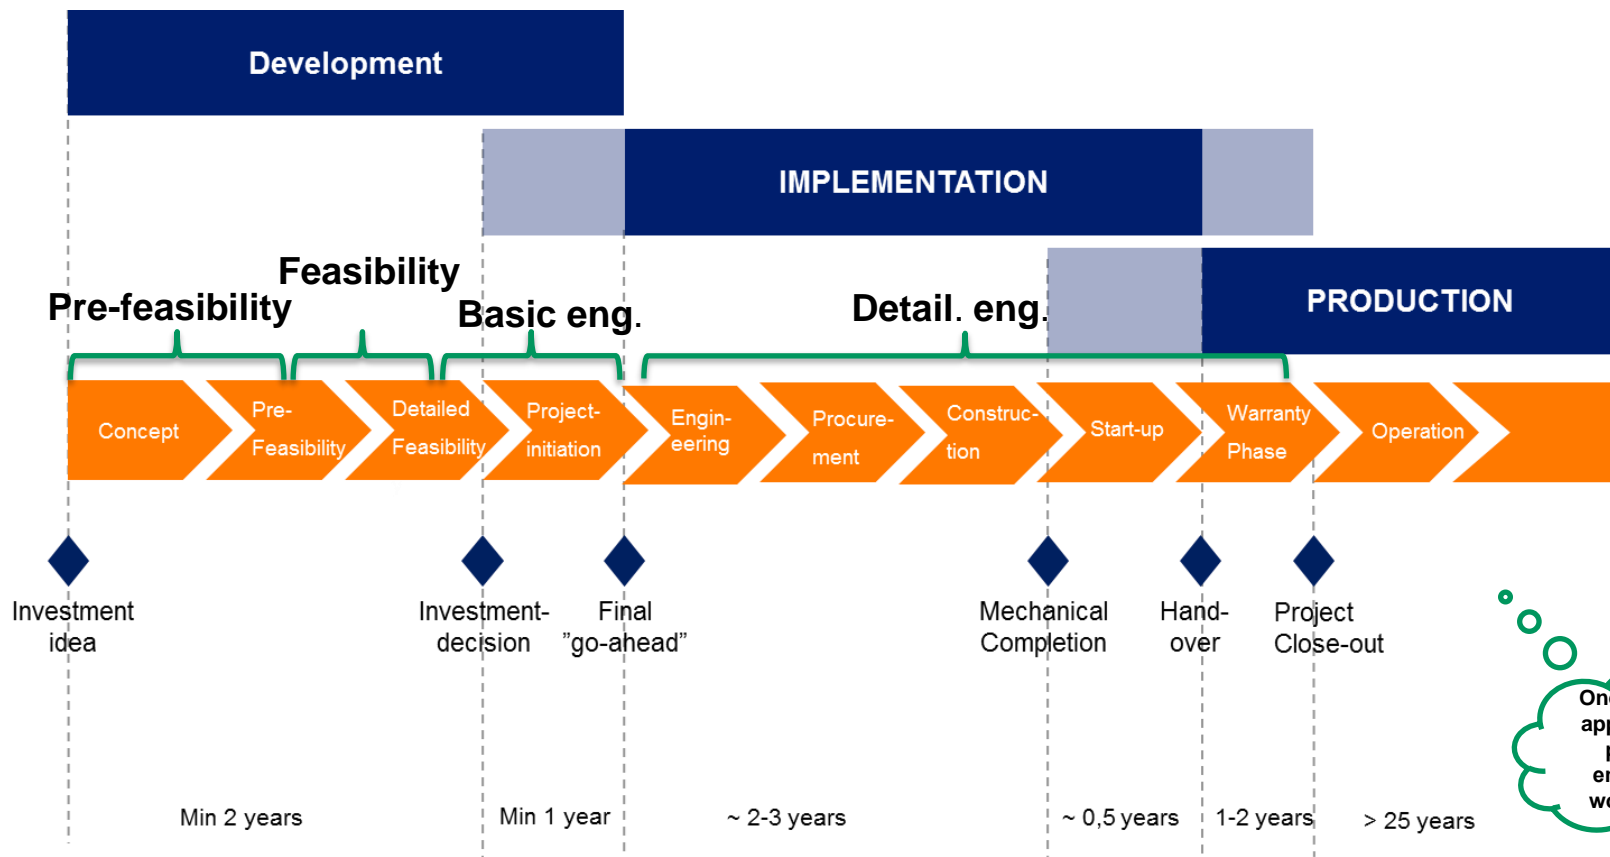 Development
IMPLEMENTATION
PRODUCTION
Feasibility
Pre-feasibility
Basic eng.
Detail. eng.
Concept
Pre-
Feasibility
Detailed
Feasibility
Project-
initiation
Engin-
eering
Procure-
ment
Construc-
tion
Start-up
Warranty
Phase
Operation
Investment
idea
Investment-
decision
Final
”go-ahead”
Mechanical
Completion
Hand-
over
Project
Close-out
Min 2 years
Min 1 year
~ 2-3 years
~ 0,5 years
1-2 years
> 25 years